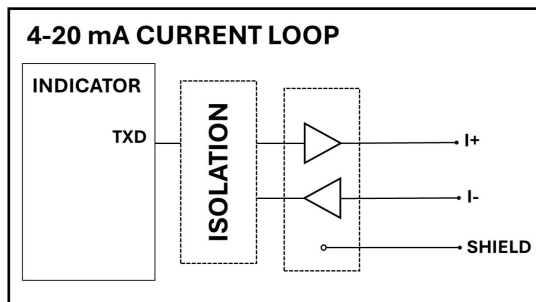 4-20 mA CURRENT LOOP
INDICATOR
TXD
ISOLATION
I+
I-
SHIELD